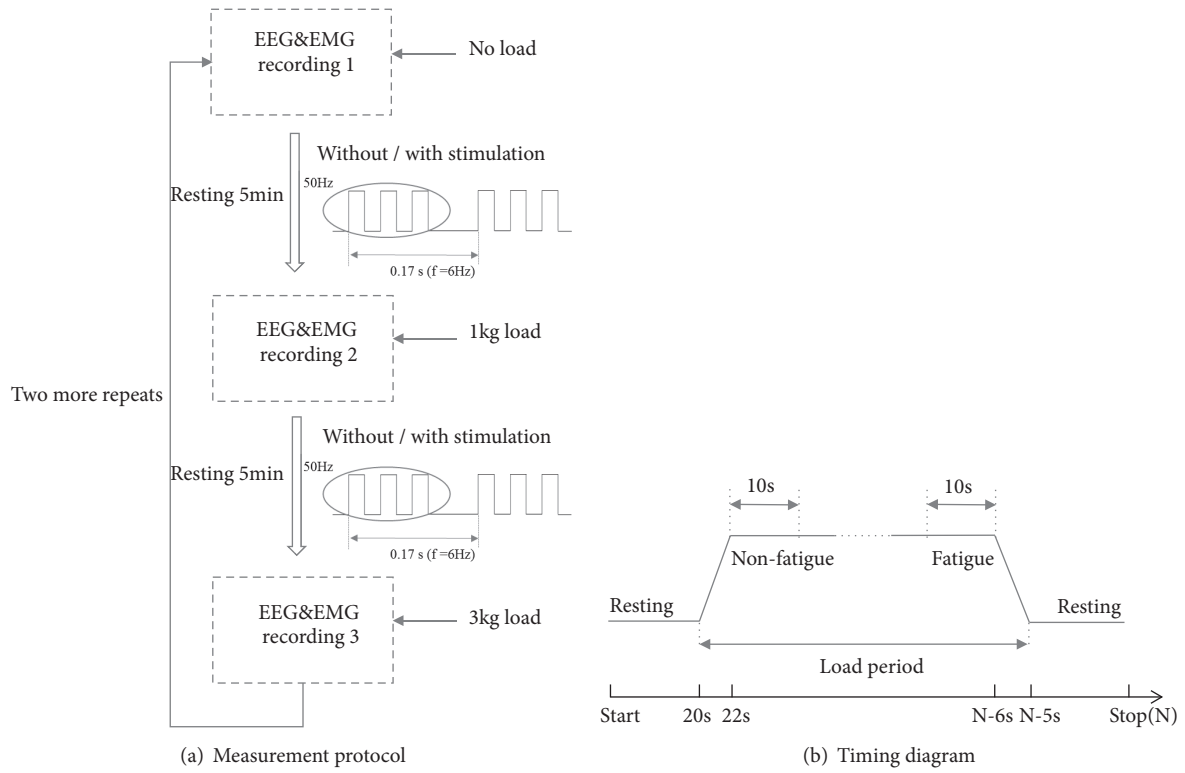 EEG&EMG
recording 1
No load
Without / with stimulation
Resting 5min
50Hz
0.17 s (f =6Hz)
EEG&EMG
recording 2
1kg load
Two more repeats
Without / with stimulation
Resting 5min
50Hz
0.17 s (f =6Hz)
EEG&EMG
recording 3
3kg load
(a) Measurement protocol
10s
10s
Non-fatigue
Fatigue
Resting
Resting
Load period
Start
20s
22s
N-6s
N-5s
Stop(N)
(b) Timing diagram